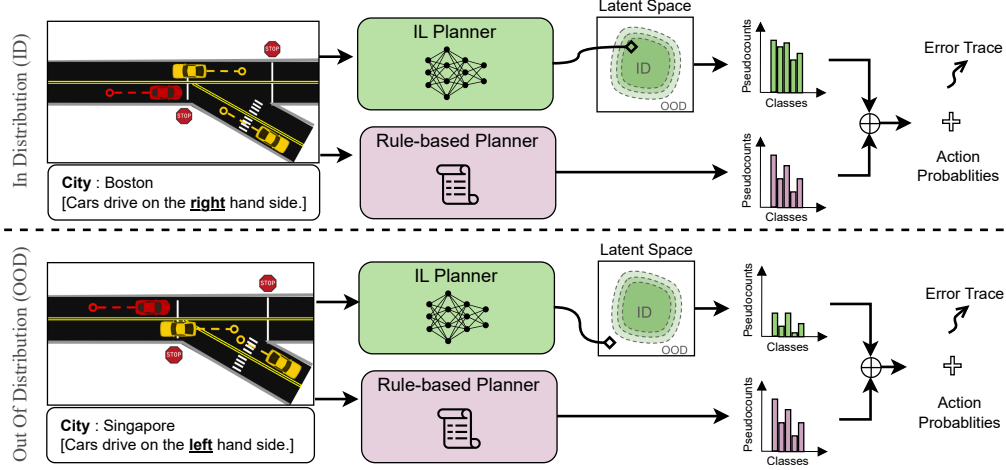 In Distribution (ID)
STOP
STOP
City : Boston
[Cars drive on the right hand side.]
IL Planner
Rule-based Planner
Latent Space
ID
OOD
Pseudocounts
Classes
Pseudocounts
Classes
Error Trace
Action
Probablities
Out Of Distribution (OOD)
STOP
STOP
City : Singapore
[Cars drive on the left hand side.]
IL Planner
Rule-based Planner
Latent Space
ID
OOD
Pseudocounts
Classes
Pseudocounts
Classes
Error Trace
Action
Probablities